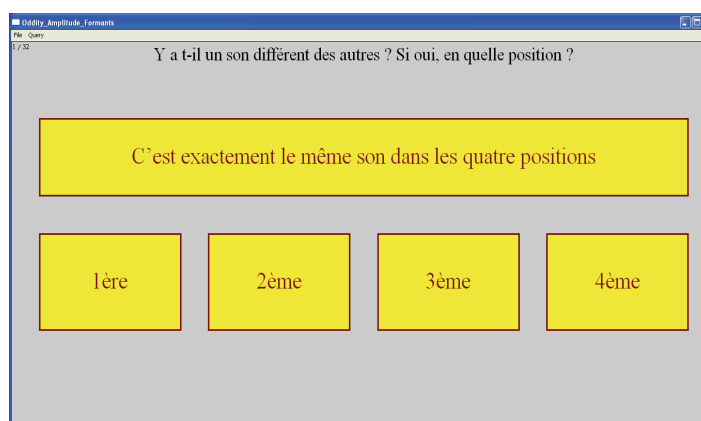 Oddity_Amplitude_Formants
File Query
1 / 32
Y a t-il un son différent des autres ? Si oui, en quelle position ?
C'est exactement le même son dans les quatre positions
1ère 2ème 3ème 4ème